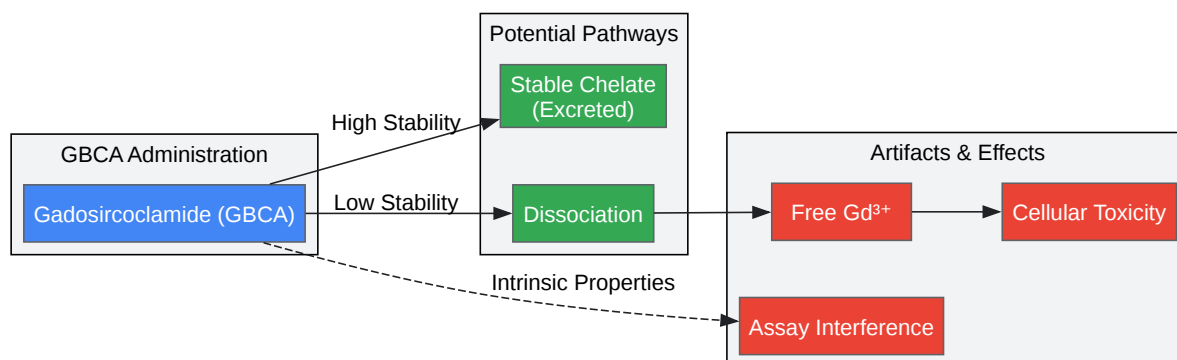 Potential Pathways
Stable Chelate
(Excreted)
High Stability
GBCA Administration
Artifacts & Effects
Gadosircoclamide (GBCA)
Low Stability
Dissociation
Free Gd³⁺
Cellular Toxicity
Intrinsic Properties
Assay Interference